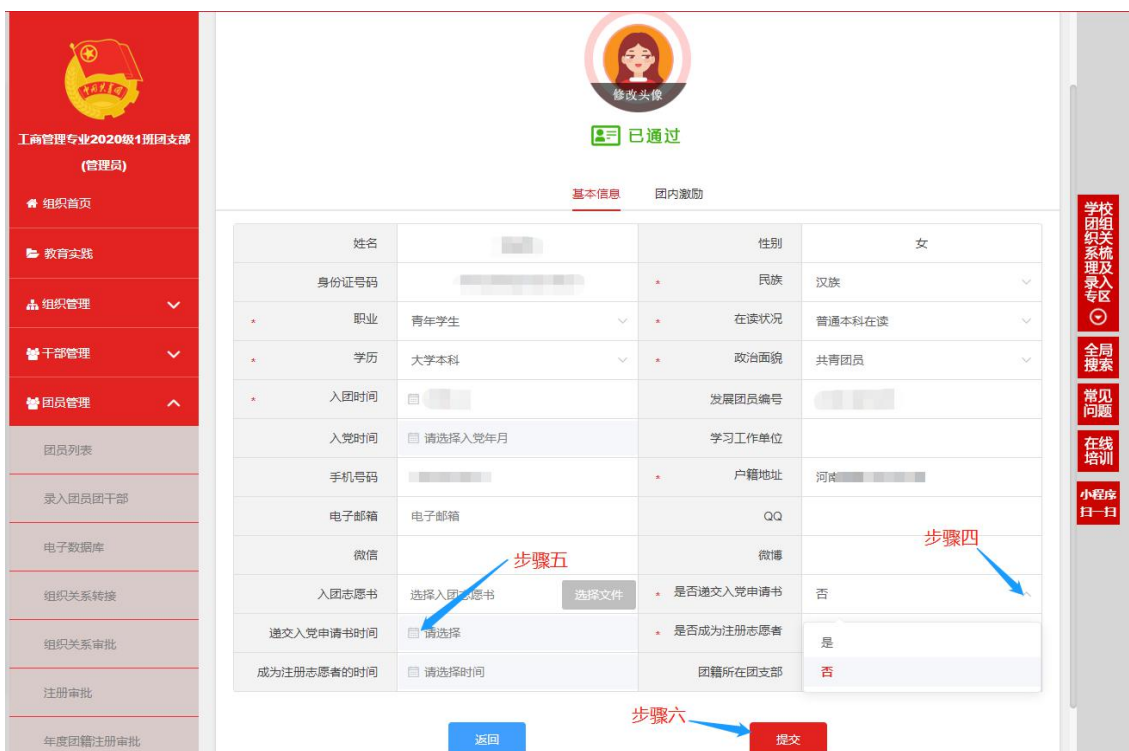 中国共青团
工商管理专业2020级1班团支部
(管理员)
组织首页
教育实践
组织管理
干部管理
团员管理
团员列表
录入团员团干部
电子数据库
组织关系转接
组织关系审批
注册审批
年度团籍注册审批
修改头像
已通过
基本信息 团内激励
姓名 性别 女
身份证号码 * 民族 汉族
* 职业 青年学生 * 在读状况 普通本科在读
* 学历 大学本科 * 政治面貌 共青团员
* 入团时间 发展团员编号
入党时间 请选择入党年月 学习工作单位
手机号码 * 户籍地址 河南
电子邮箱 电子邮箱 QQ
步骤四
微信 微博
步骤五
入团志愿书 选择入团志愿书 选择文件 * 是否递交入党申请书 否
递交入党申请书时间 请选择 * 是否成为注册志愿者
是
成为注册志愿者的时间 请选择时间 团籍所在团支部
否
步骤六
返回 提交
学校
团组
织关
系统
理及
录入
专区
全局
搜索
常见
问题
在线
培训
小程序
扫一扫